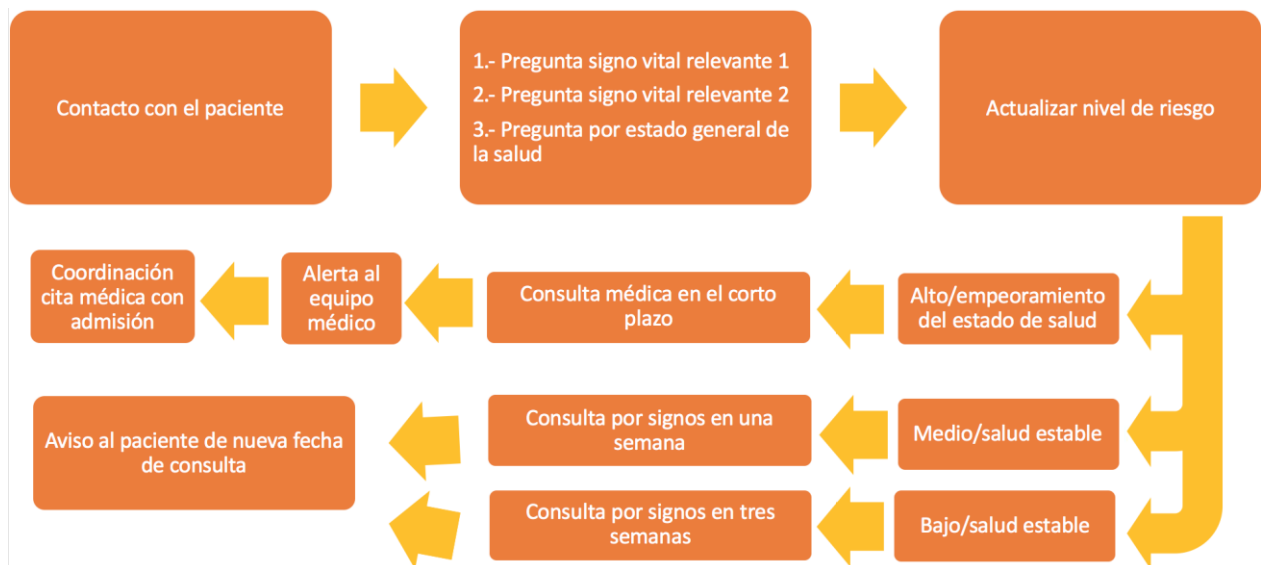 Contacto con el paciente
1.- Pregunta signo vital relevante 1
2.- Pregunta signo vital relevante 2
3.- Pregunta por estado general de
la salud
Actualizar nivel de riesgo
Coordinación
cita médica con
admisión
Alerta al
equipo
médico
Consulta médica en el corto
plazo
Alto/empeoramiento
del estado de salud
Aviso al paciente de nueva fecha
de consulta
Consulta por signos en una
semana
Medio/salud estable
Consulta por signos en tres
semanas
Bajo/salud estable